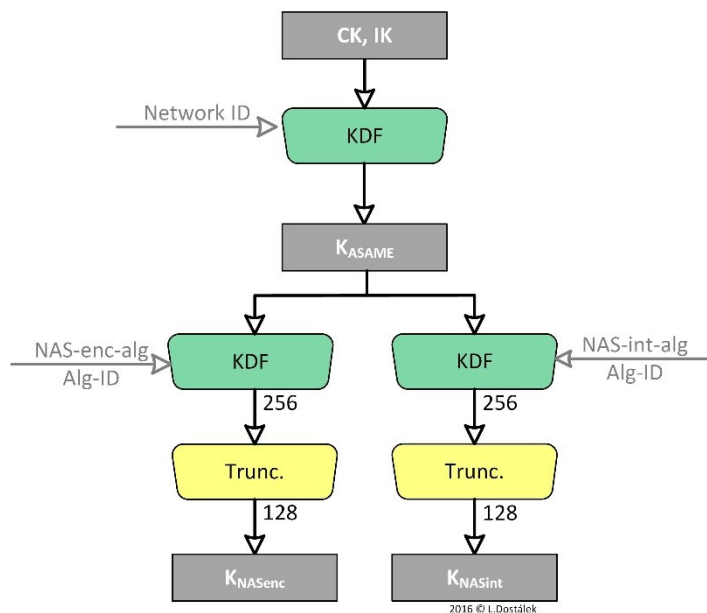 CK, IK
Network ID
KDF
KASAME
NAS-enc-alg
Alg-ID
KDF
KDF
NAS-int-alg
Alg-ID
256
256
Trunc.
Trunc.
128
128
KNASenc
KNASint
2016 © L.Dostálek